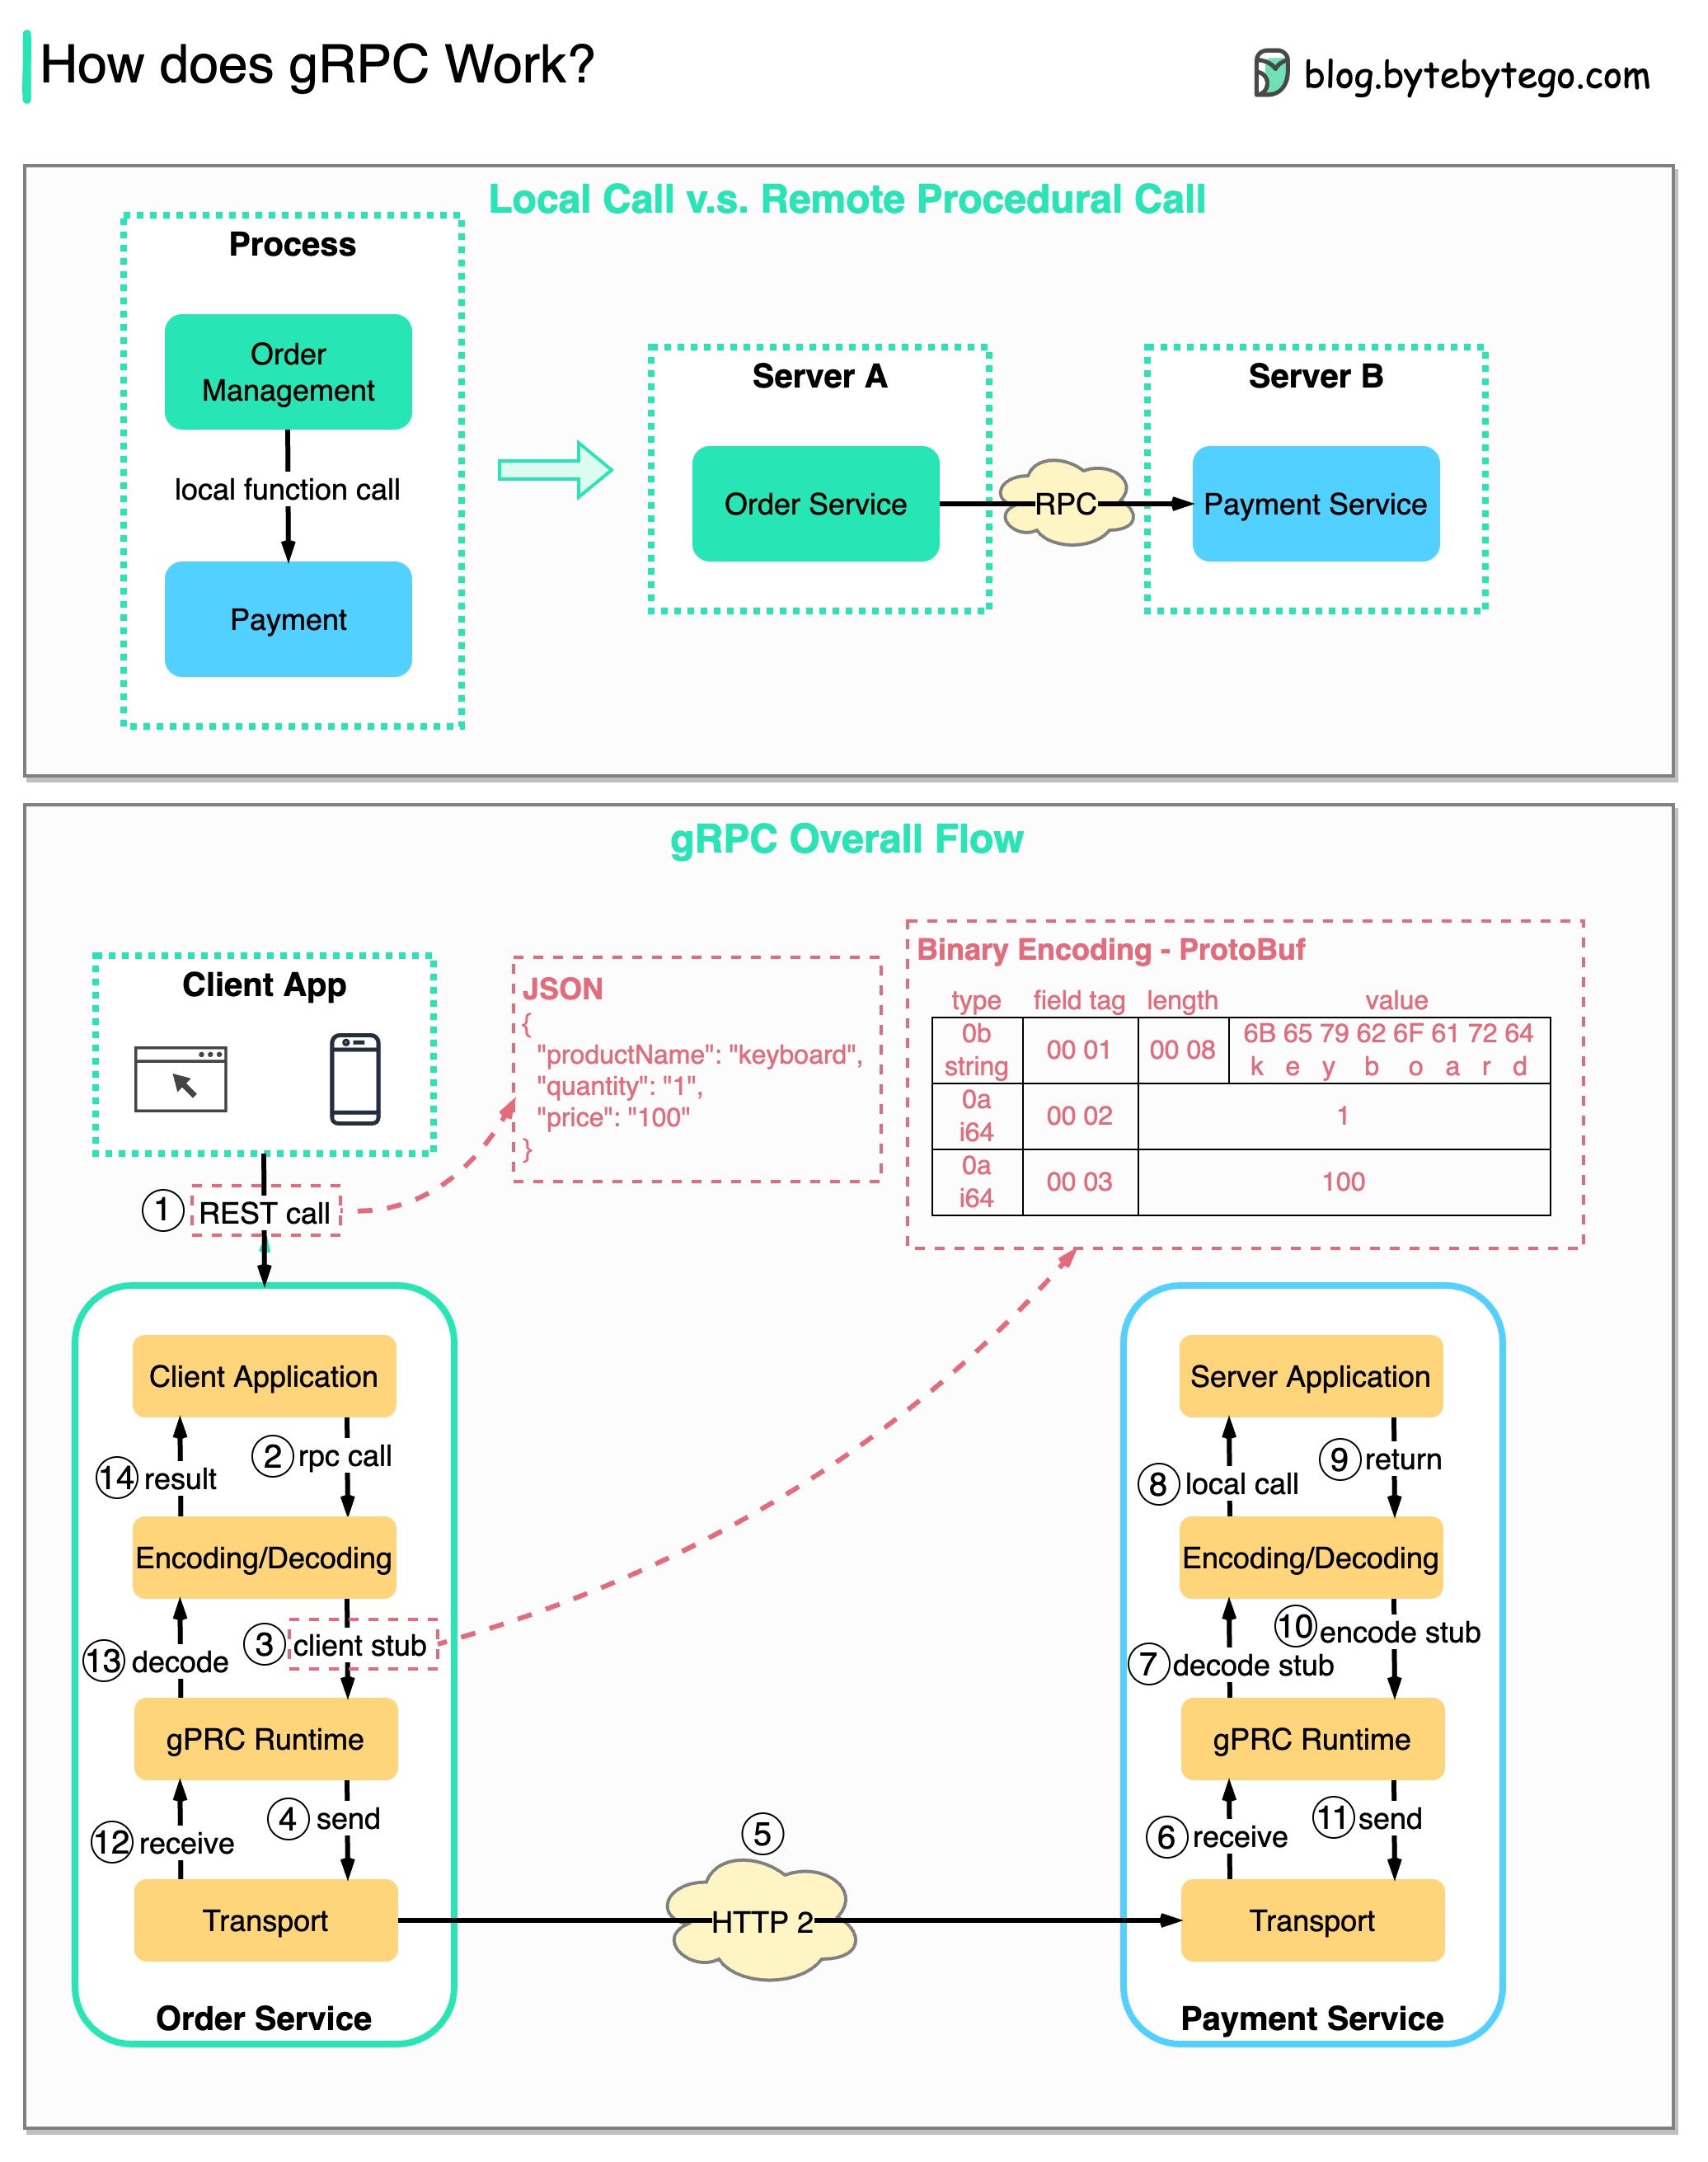 How does gRPC Work?
blog.bytebytego.com
Local Call v.s. Remote Procedural Call
Process
Order
Management
local function call
Payment
Server A
Order Service
RPC
Server B
Payment Service
gRPC Overall Flow
Client App
JSON
{
"productName": "keyboard",
"quantity": "1",
"price": "100"
}
Binary Encoding - ProtoBuf
type field tag length value
0b
string
00 01
00 08
6B 65 79 62 6F 61 72 64
k e y b o a r d
0a
i64
00 02
1
0a
i64
00 03
100
1 REST call
Client Application
14 result
2 rpc call
Encoding/Decoding
13 decode
3 client stub
gPRC Runtime
12 receive
4 send
Transport
Order Service
5
HTTP 2
Server Application
8 local call
9 return
Encoding/Decoding
7 decode stub
10 encode stub
gPRC Runtime
6 receive
11 send
Transport
Payment Service